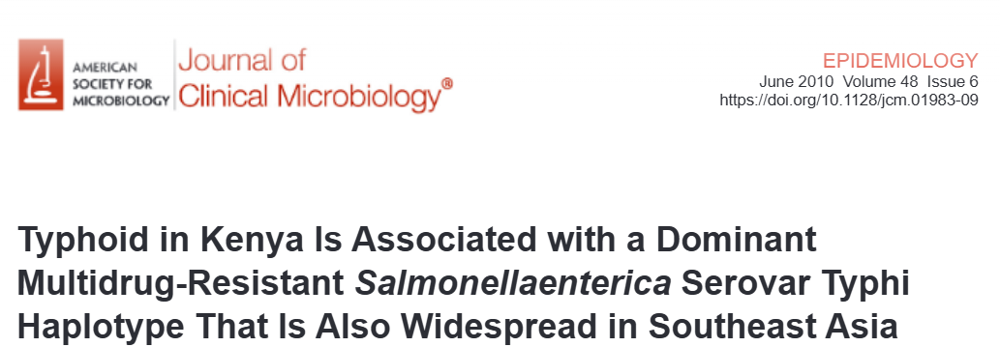 AMERICAN
SOCIETY FOR
MICROBIOLOGY
Journal of
Clinical Microbiology®
EPIDEMIOLOGY
June 2010 Volume 48 Issue 6
https://doi.org/10.1128/jcm.01983-09
Typhoid in Kenya Is Associated with a Dominant
Multidrug-Resistant Salmonellaenterica Serovar Typhi
Haplotype That Is Also Widespread in Southeast Asia